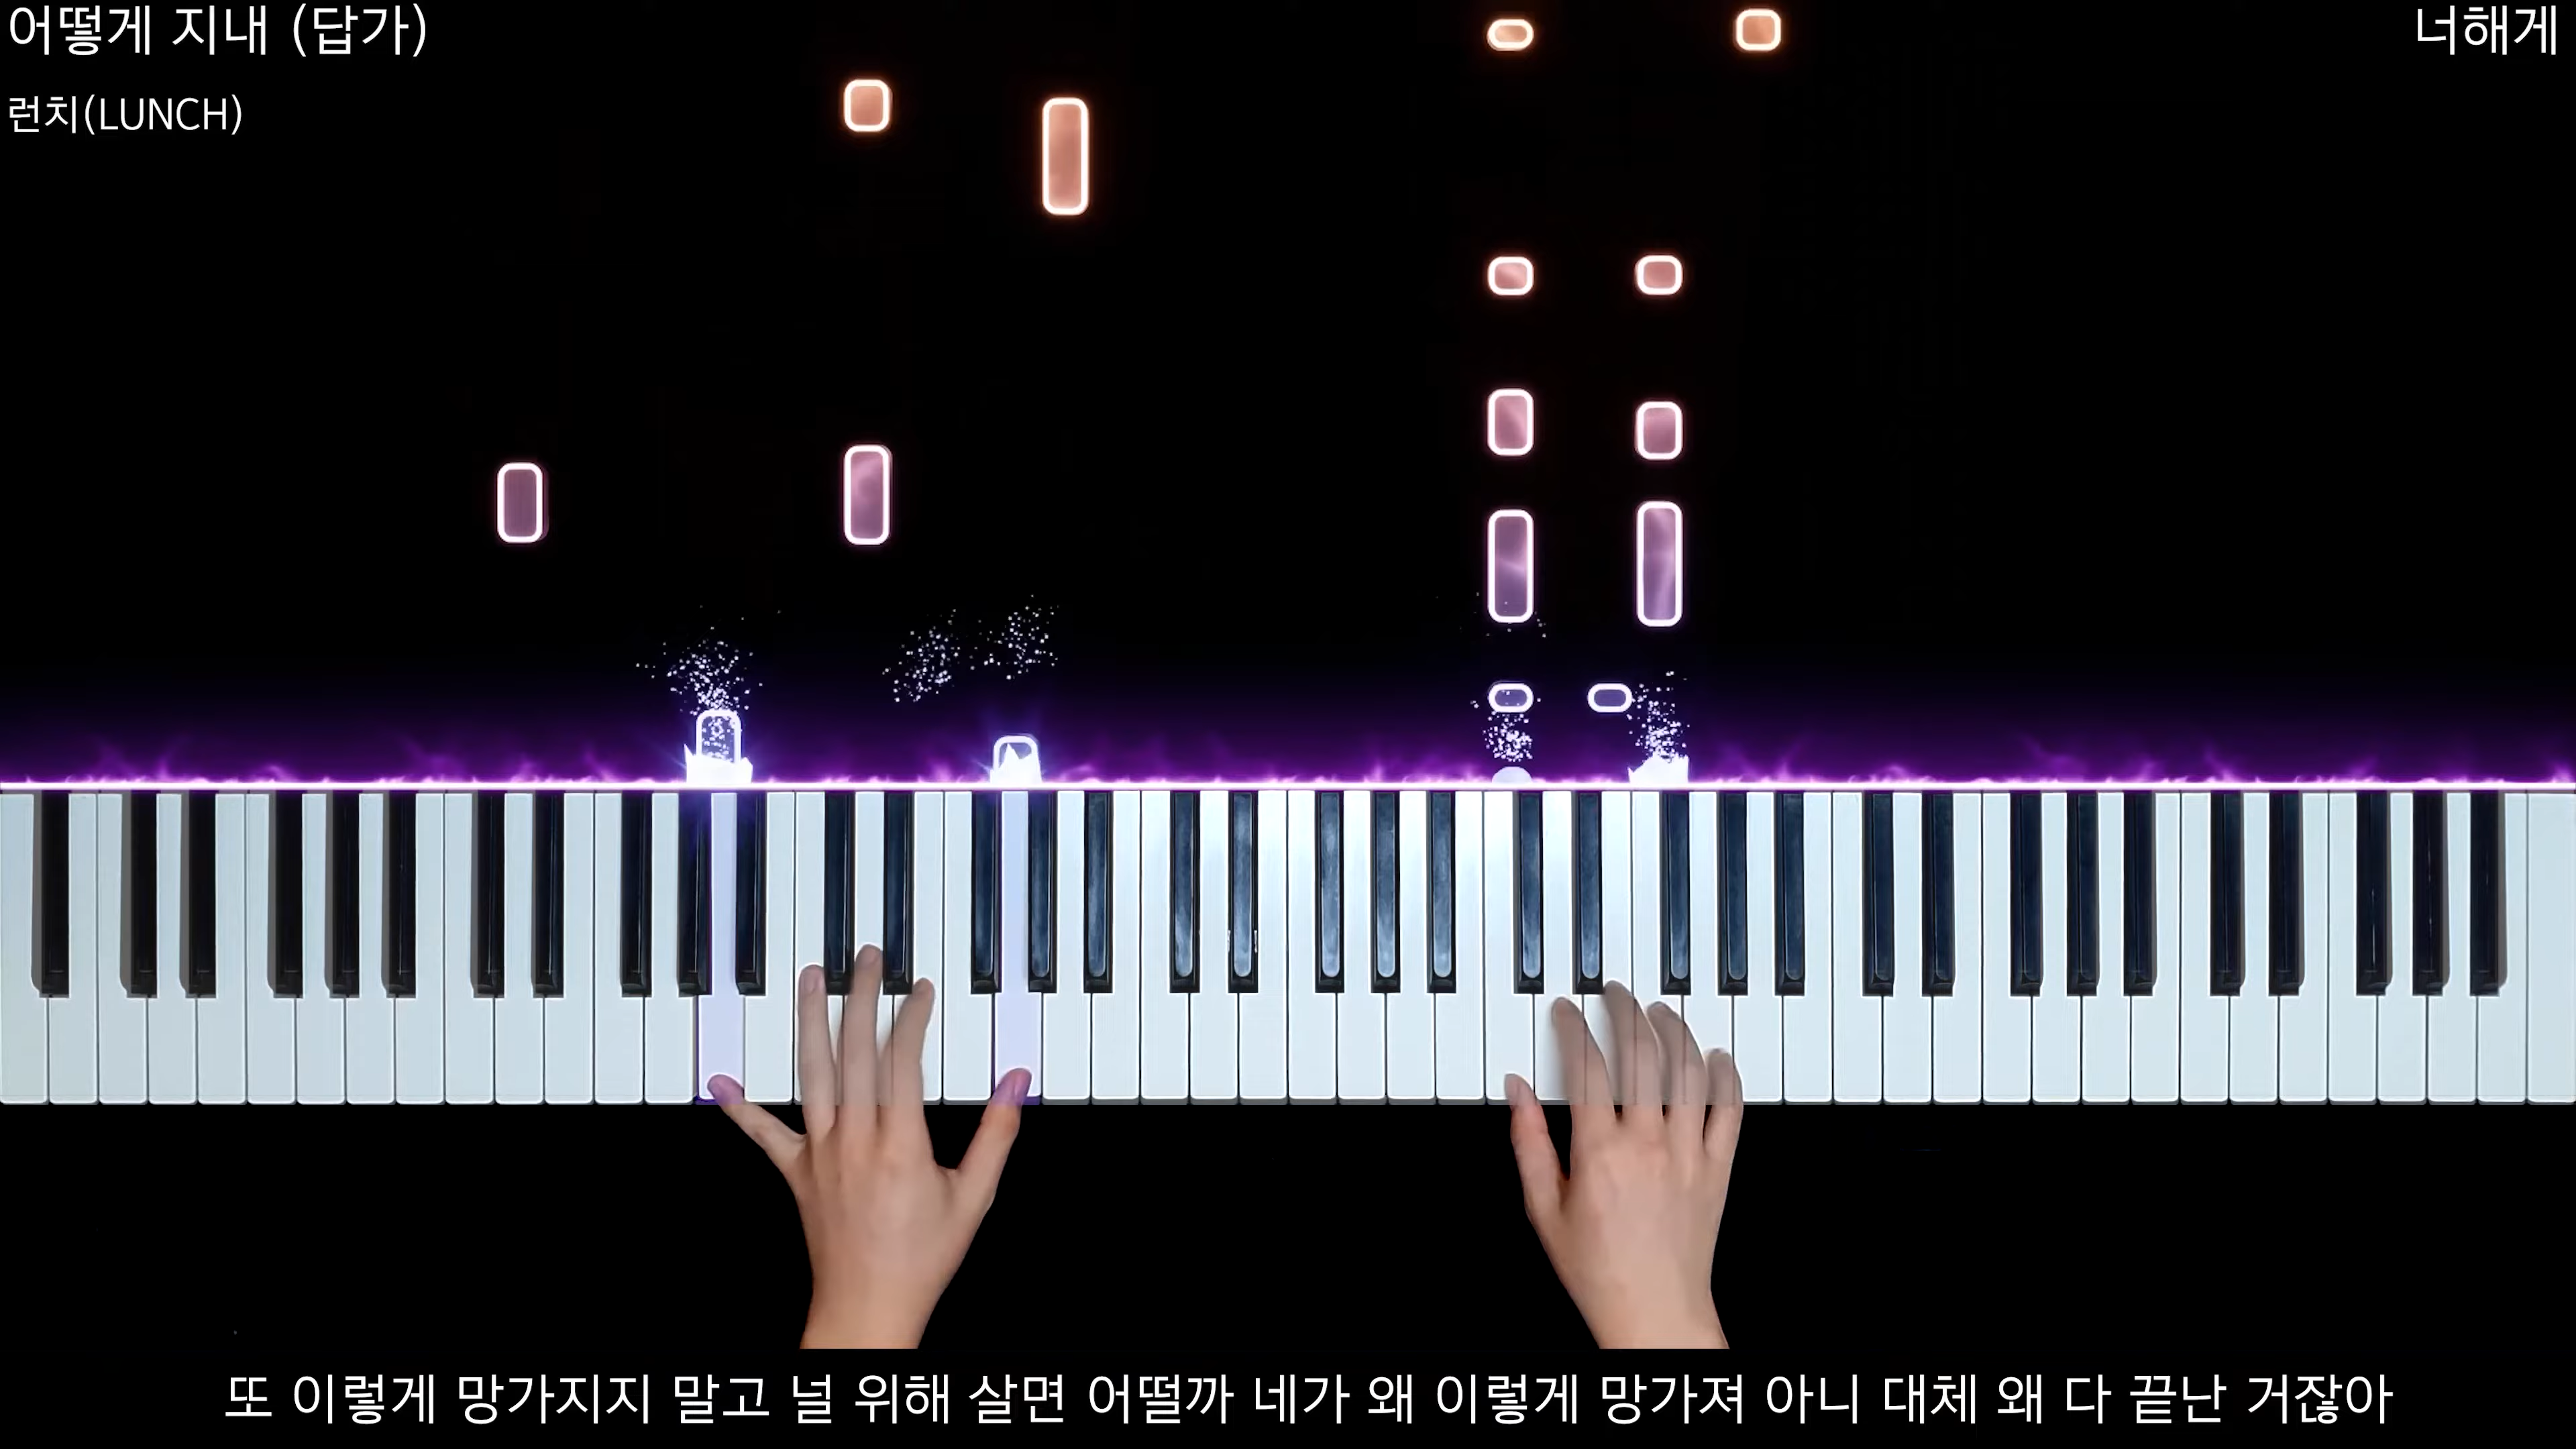 어떻게 지내 (답가)
너해게
런치(LUNCH)
또 이렇게 망가지지 말고 널 위해 살면 어떨까 네가 왜 이렇게 망가져 아니 대체 왜 다 끝난 거잖아